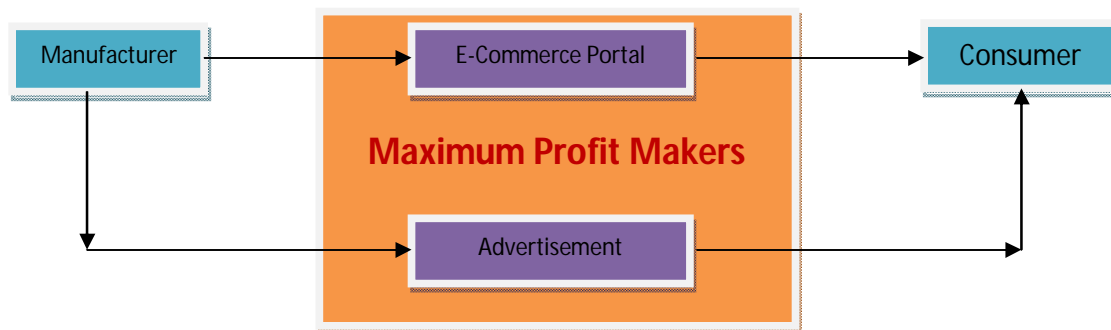 Manufacturer
E-Commerce Portal
Consumer
Maximum Profit Makers
Advertisement